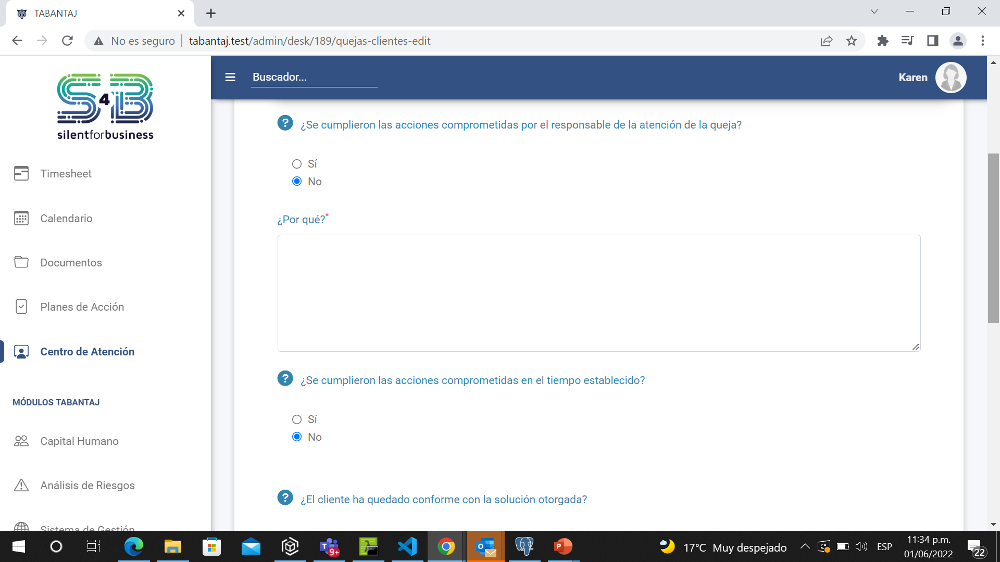 TABANTAJ
No es seguro
tabantaj.test/admin/desk/189/quejas-clientes-edit
S4B
silentforbusiness
Buscador...
Karen
Timesheet
Calendario
Documentos
Planes de Acción
Centro de Atención
MÓDULOS TABANTAJ
Capital Humano
Análisis de Riesgos
Sistema de Gestión
? ¿Se cumplieron las acciones comprometidas por el responsable de la atención de la queja?
Sí
No
¿Por qué?*
? ¿Se cumplieron las acciones comprometidas en el tiempo establecido?
Sí
No
? ¿El cliente ha quedado conforme con la solución otorgada?
T 9+
O
P
17°C Muy despejado
ESP
11:34 p.m.
01/06/2022
22